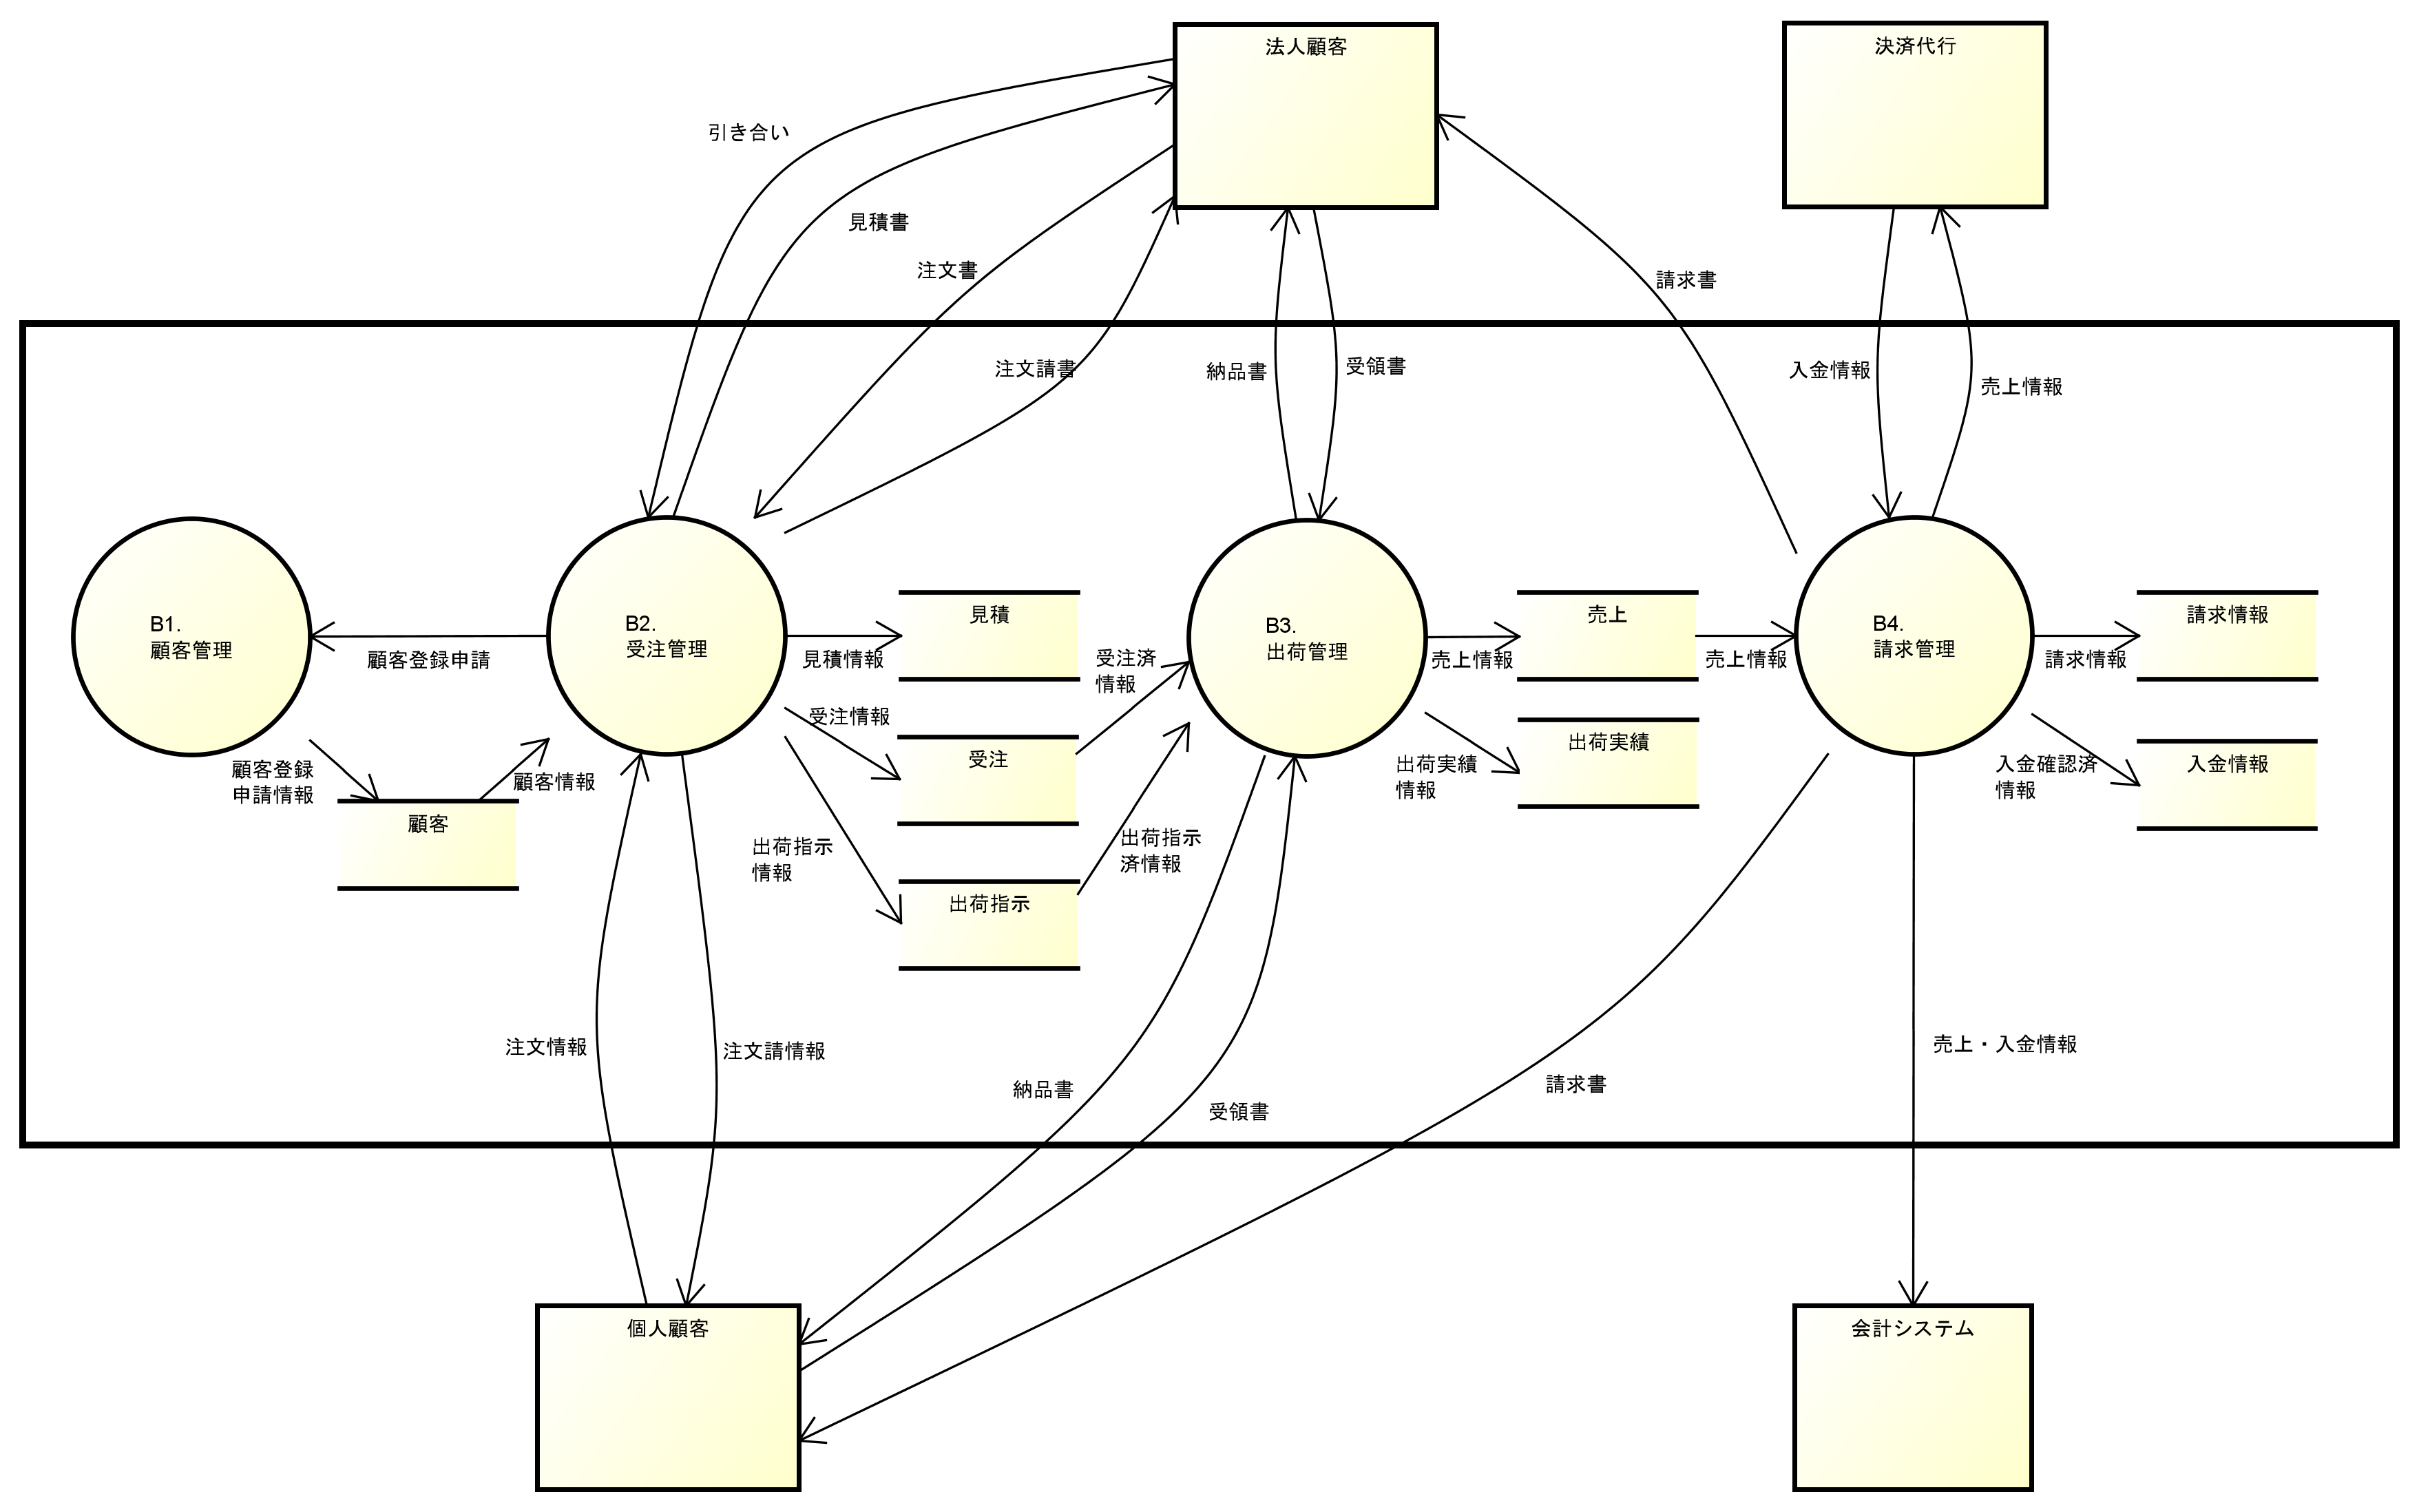 法人顧客
決済代行
引き合い
見積書
注文書
請求書
注文請書
納品書
受領書
入金情報
売上情報
B1.
顧客管理
B2.
受注管理
B3.
出荷管理
B4.
請求管理
見積
売上
請求情報
顧客登録申請
見積情報
受注済
情報
売上情報
売上情報
請求情報
受注情報
受注
出荷実績
入金情報
顧客登録
申請情報
顧客情報
出荷実績
情報
入金確認済
情報
顧客
出荷指示
情報
出荷指示
済情報
出荷指示
注文情報
注文請情報
納品書
受領書
請求書
売上・入金情報
個人顧客
会計システム